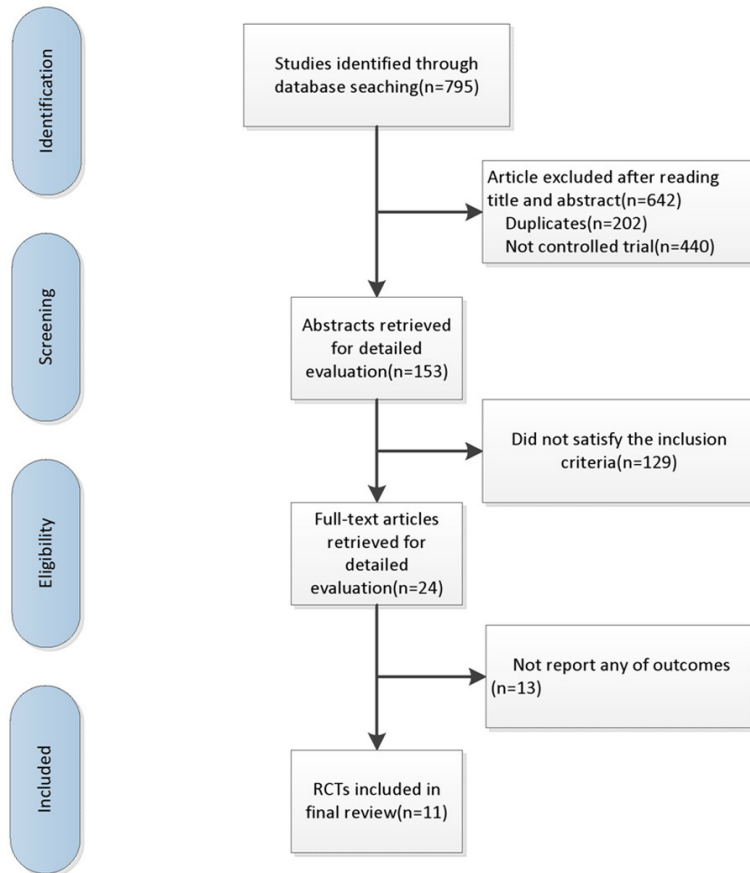 Identification
Studies identified through
database seaching(n=795)
Article excluded after reading
title and abstract(n=642)
Duplicates(n=202)
Not controlled trial(n=440)
Screening
Abstracts retrieved
for detailed
evaluation(n=153)
Did not satisfy the inclusion
criteria(n=129)
Eligibility
Full-text articles
retrieved for
detailed
evaluation(n=24)
Not report any of outcomes
(n=13)
Included
RCTs included in
final review(n=11)